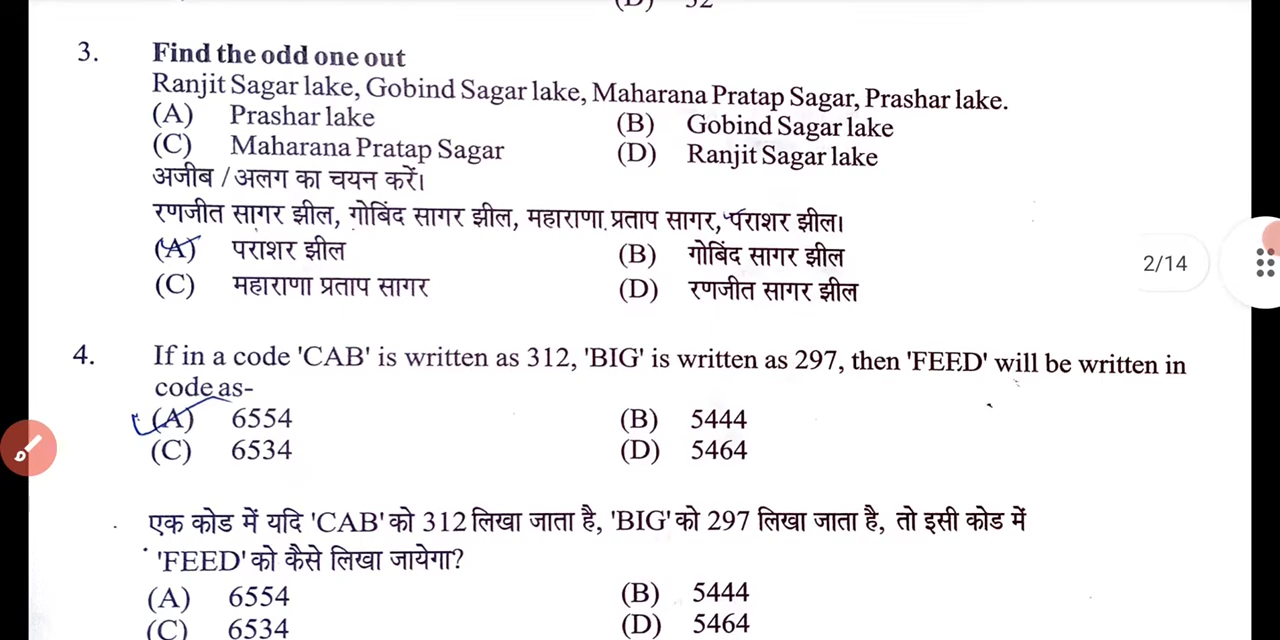 (D) 32
3. Find the odd one out
Ranjit Sagar lake, Gobind Sagar lake, Maharana Pratap Sagar, Prashar lake.
(A) Prashar lake (B) Gobind Sagar lake
(C) Maharana Pratap Sagar (D) Ranjit Sagar lake
अजीब / अलग का चयन करें।
रणजीत सागर झील, गोबिंद सागर झील, महाराणा प्रताप सागर, पराशर झील।
(A) पराशर झील (B) गोबिंद सागर झील
(C) महाराणा प्रताप सागर (D) रणजीत सागर झील
2/14
4. If in a code 'CAB' is written as 312, 'BIG' is written as 297, then 'FEED' will be written in
code as-
(A) 6554 (B) 5444
(C) 6534 (D) 5464
एक कोड में यदि 'CAB' को 312 लिखा जाता है, 'BIG' को 297 लिखा जाता है, तो इसी कोड में
'FEED' को कैसे लिखा जायेगा?
(A) 6554 (B) 5444
(C) 6534 (D) 5464